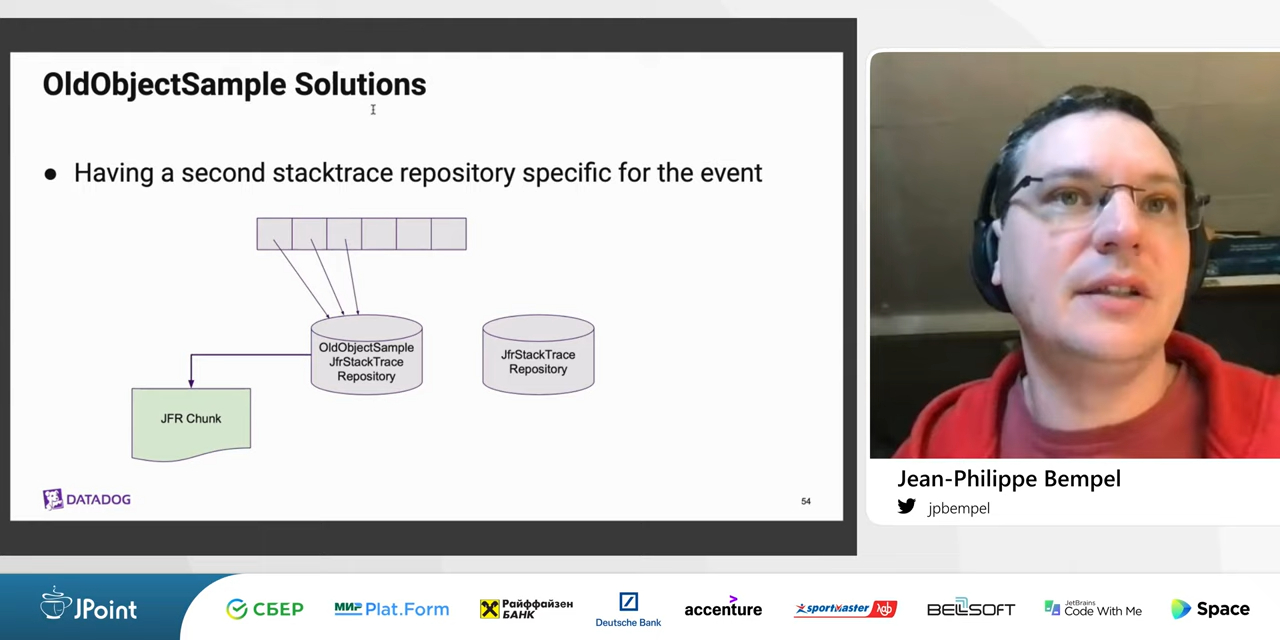 OldObjectSample Solutions
● Having a second stacktrace repository specific for the event
OldObjectSample
JfrStackTrace
Repository
JfrStackTrace
Repository
JFR Chunk
DATADOG
54
Jean-Philippe Bempel
jpbempel
JPoint
СБЕР
МИР Plat.Form
Райффайзен
БАНК
Deutsche Bank
accenture
sportmaster lab
BELLSOFT
JetBrains
Code With Me
Space